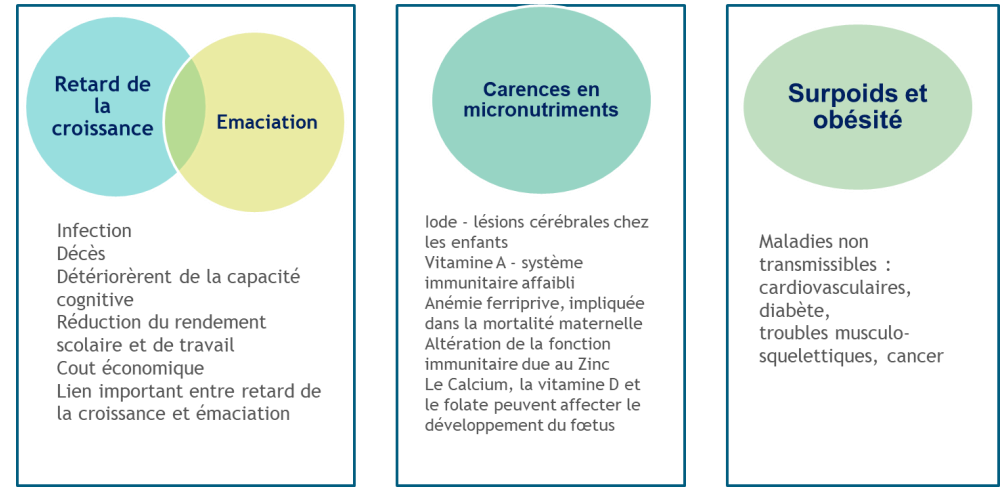 Retard de
la
croissance
Emaciation
Infection
Décès
Détériorèrent de la capacité
cognitive
Réduction du rendement
scolaire et de travail
Cout économique
Lien important entre retard de
la croissance et émaciation
Carences en
micronutriments
Iode - lésions cérébrales chez
les enfants
Vitamine A - système
immunitaire affaibli
Anémie ferriprive, impliquée
dans la mortalité maternelle
Altération de la fonction
immunitaire due au Zinc
Le Calcium, la vitamine D et
le folate peuvent affecter le
développement du fœtus
Surpoids et
obésité
Maladies non
transmissibles :
cardiovasculaires,
diabète,
troubles musculo-
squelettiques, cancer